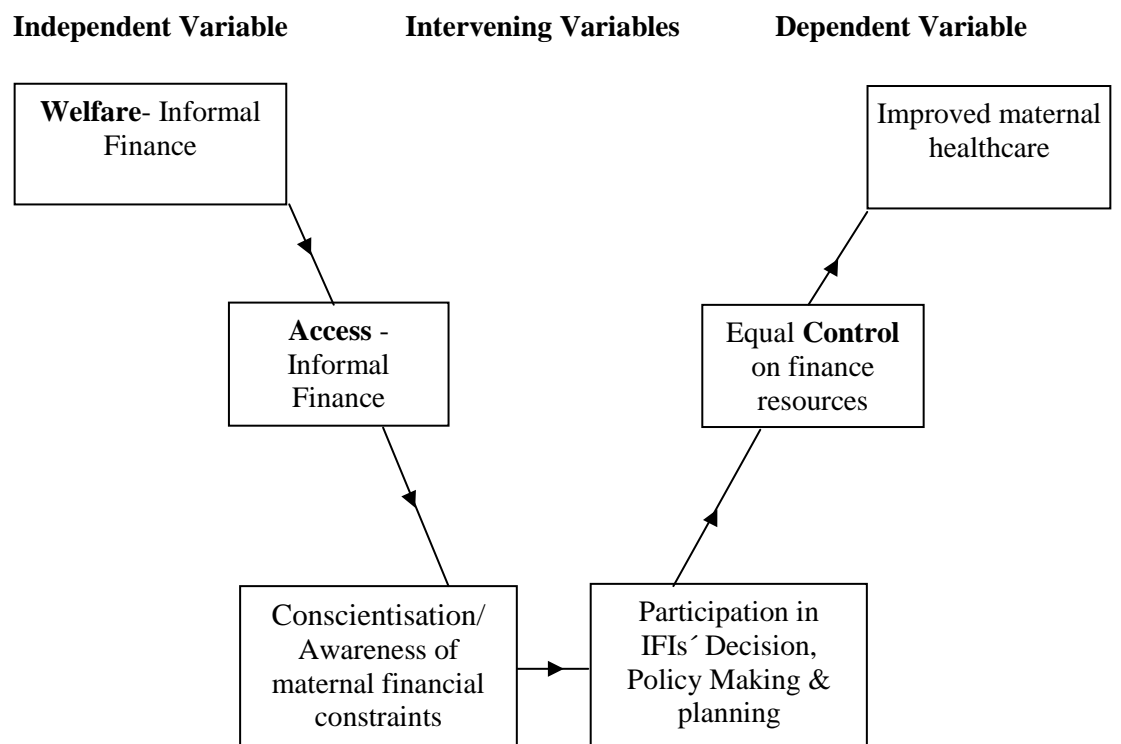 Independent Variable
Intervening Variables
Dependent Variable
Welfare- Informal
Finance
Improved maternal
healthcare
Access -
Informal
Finance
Equal Control
on finance
resources
Conscientisation/
Awareness of
maternal financial
constraints
Participation in
IFIs´ Decision,
Policy Making &
planning